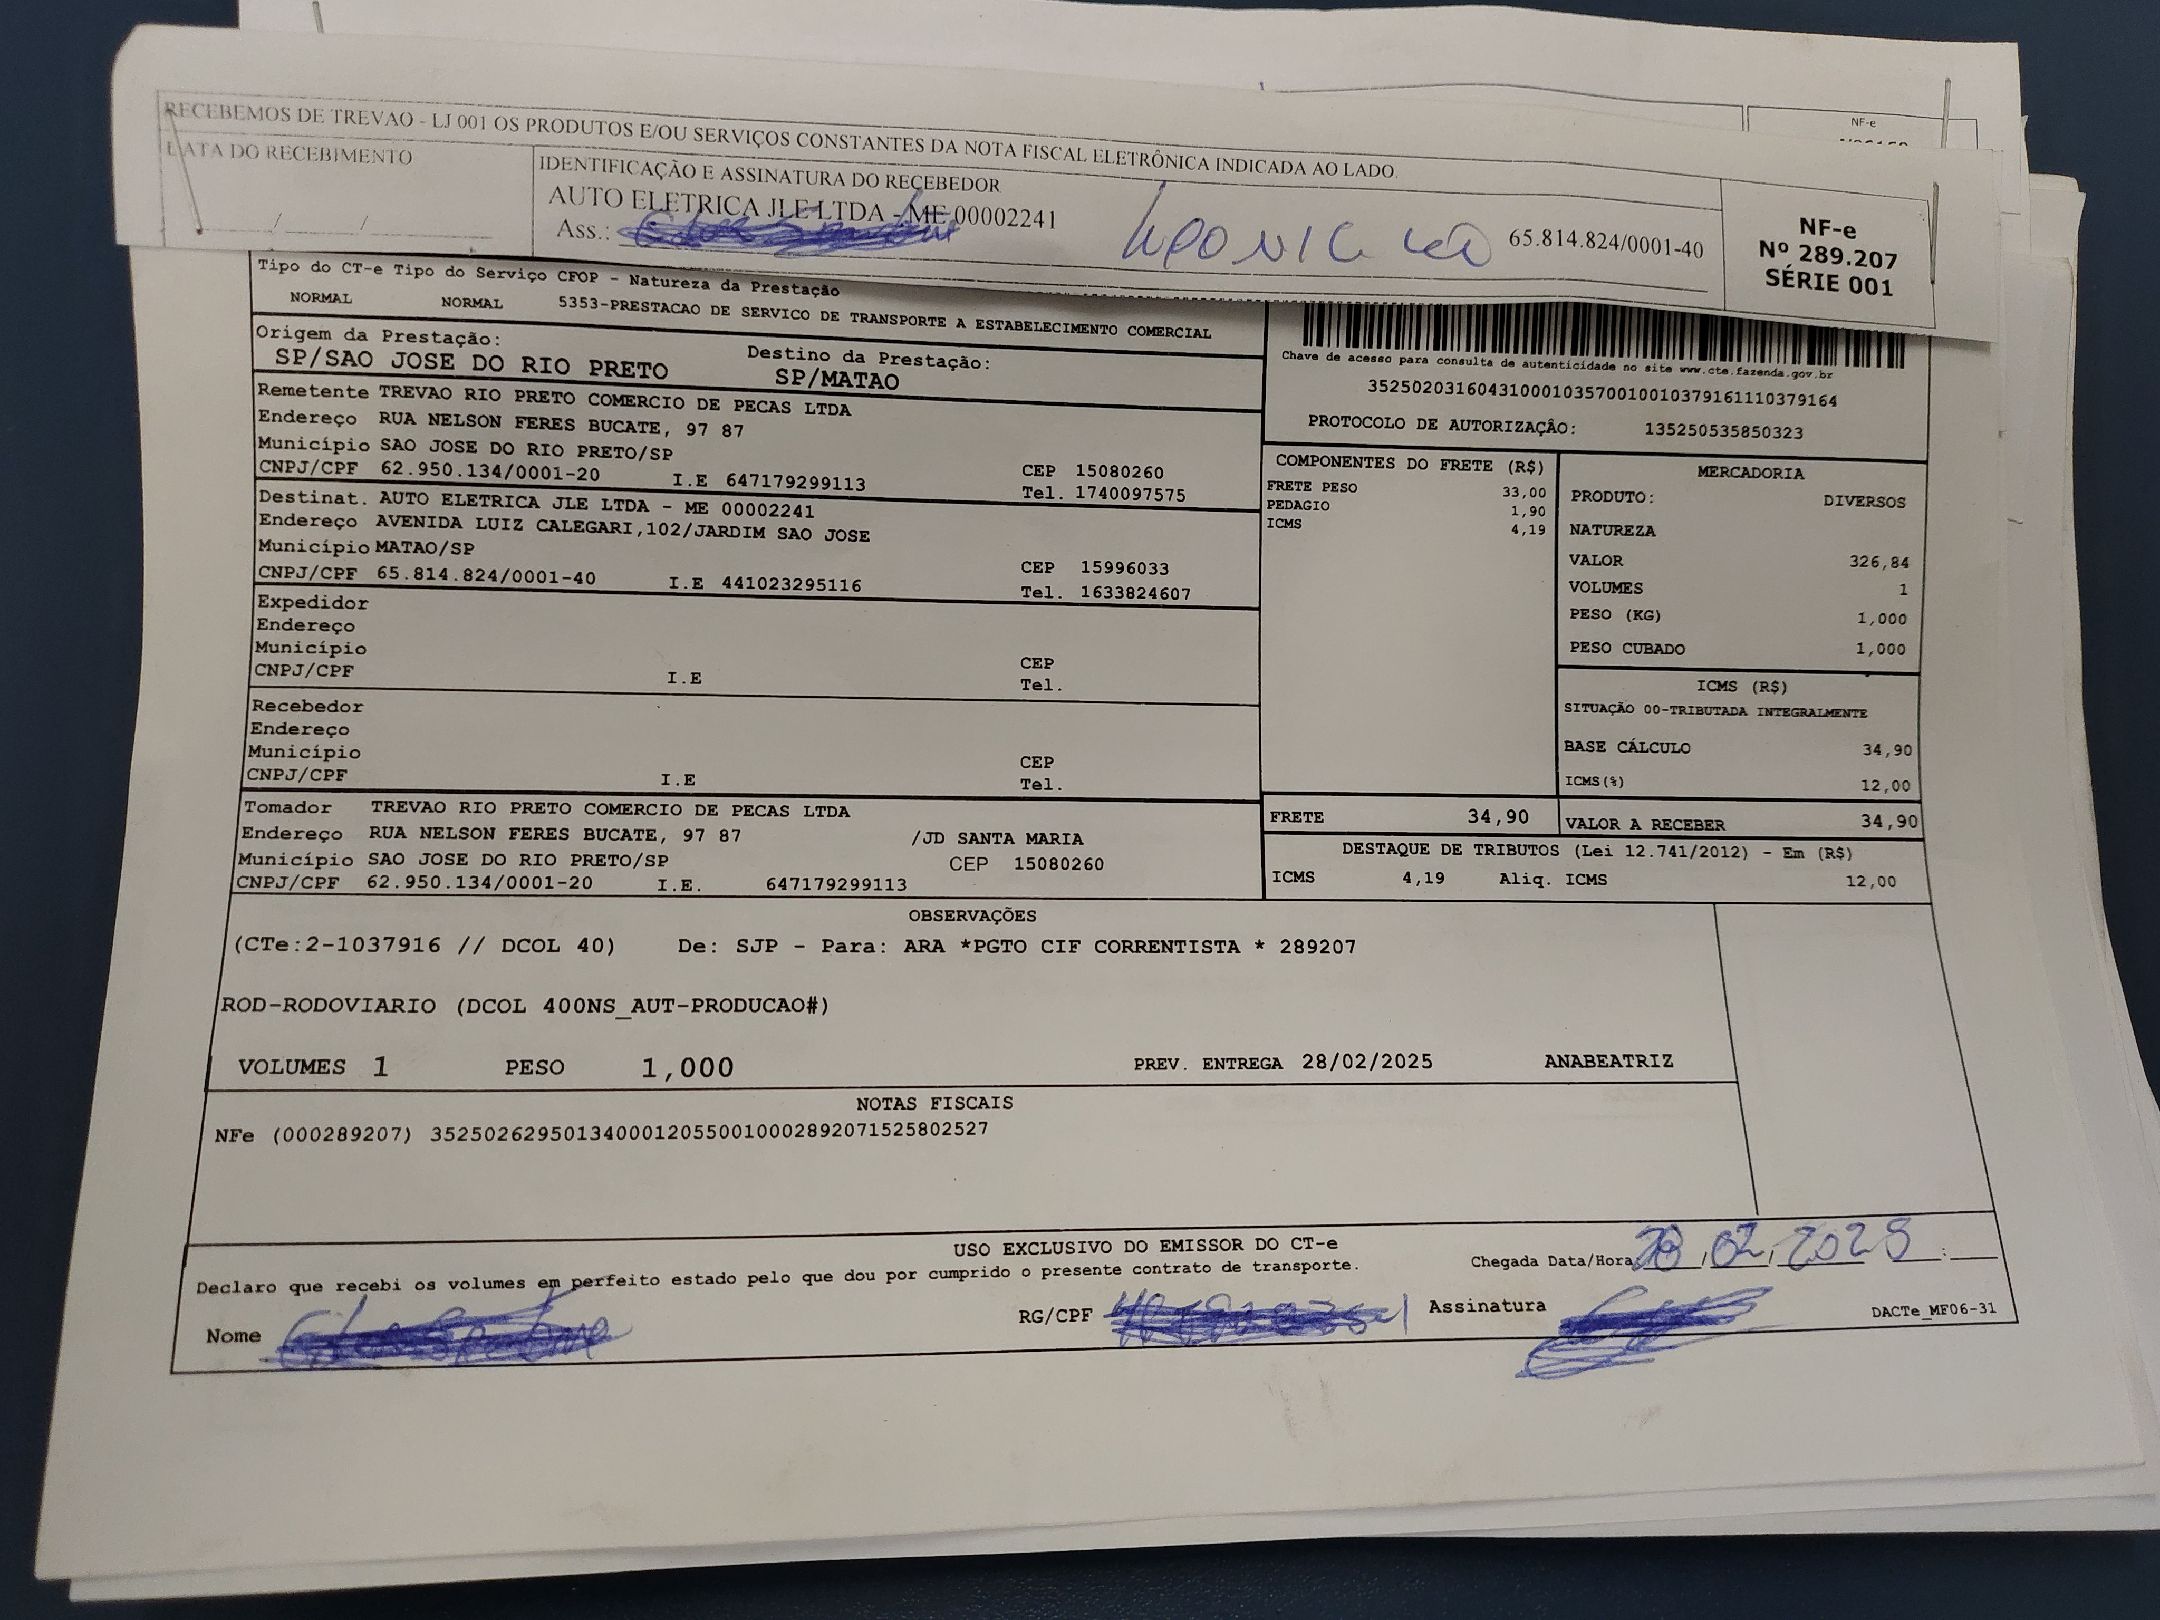 NF-e
RECEBEMOS DE TREVAO - LJ 001 OS PRODUTOS E/OU SERVIÇOS CONSTANTES DA NOTA FISCAL ELETRÔNICA INDICADA AO LADO.
DATA DO RECEBIMENTO
IDENTIFICAÇÃO E ASSINATURA DO RECEBEDOR
AUTO ELETRICA JLE LTDA - ME 00002241
Ass.: 65.814.824/0001-40
NF-e
Nº 289.207
SÉRIE 001
Tipo do CT-e Tipo do Serviço CFOP - Natureza da Prestação
NORMAL NORMAL 5353-PRESTACAO DE SERVICO DE TRANSPORTE A ESTABELECIMENTO COMERCIAL
Origem da Prestação: Destino da Prestação:
SP/SAO JOSE DO RIO PRETO SP/MATAO
Remetente TREVAO RIO PRETO COMERCIO DE PECAS LTDA
Endereço RUA NELSON FERES BUCATE, 97 87
Município SAO JOSE DO RIO PRETO/SP CEP 15080260
CNPJ/CPF 62.950.134/0001-20 I.E 647179299113 Tel. 1740097575
Destinat. AUTO ELETRICA JLE LTDA - ME 00002241
Endereço AVENIDA LUIZ CALEGARI,102/JARDIM SAO JOSE
Município MATAO/SP CEP 15996033
CNPJ/CPF 65.814.824/0001-40 I.E 441023295116 Tel. 1633824607
Expedidor
Endereço
Município CEP
CNPJ/CPF I.E Tel.
Recebedor
Endereço
Município CEP
CNPJ/CPF I.E Tel.
Tomador TREVAO RIO PRETO COMERCIO DE PECAS LTDA
Endereço RUA NELSON FERES BUCATE, 97 87 /JD SANTA MARIA
Município SAO JOSE DO RIO PRETO/SP CEP 15080260
CNPJ/CPF 62.950.134/0001-20 I.E. 647179299113
Chave de acesso para consulta de autenticidade no site www.cte.fazenda.gov.br
35250203160431000103570010010379161110379164
PROTOCOLO DE AUTORIZAÇÂO: 135250535850323
COMPONENTES DO FRETE (R$)
FRETE PESO 33,00
PEDAGIO 1,90
ICMS 4,19
MERCADORIA
PRODUTO: DIVERSOS
NATUREZA
VALOR 326,84
VOLUMES 1
PESO (KG) 1,000
PESO CUBADO 1,000
ICMS (R$)
SITUAÇÃO 00-TRIBUTADA INTEGRALMENTE
BASE CÁLCULO 34,90
ICMS(%) 12,00
FRETE 34,90 VALOR A RECEBER 34,90
DESTAQUE DE TRIBUTOS (Lei 12.741/2012) - Em (R$)
ICMS 4,19 Aliq. ICMS 12,00
OBSERVAÇÕES
(CTe:2-1037916 // DCOL 40) De: SJP - Para: ARA *PGTO CIF CORRENTISTA * 289207
ROD-RODOVIARIO (DCOL 400NS_AUT-PRODUCAO#)
VOLUMES 1 PESO 1,000 PREV. ENTREGA 28/02/2025 ANABEATRIZ
NOTAS FISCAIS
NFe (000289207) 35250262950134000120550010002892071525802527
USO EXCLUSIVO DO EMISSOR DO CT-e
Declaro que recebi os volumes em perfeito estado pelo que dou por cumprido o presente contrato de transporte.
Chegada Data/Hora 28 02 2025 :
Nome RG/CPF Assinatura DACTe_MF06-31